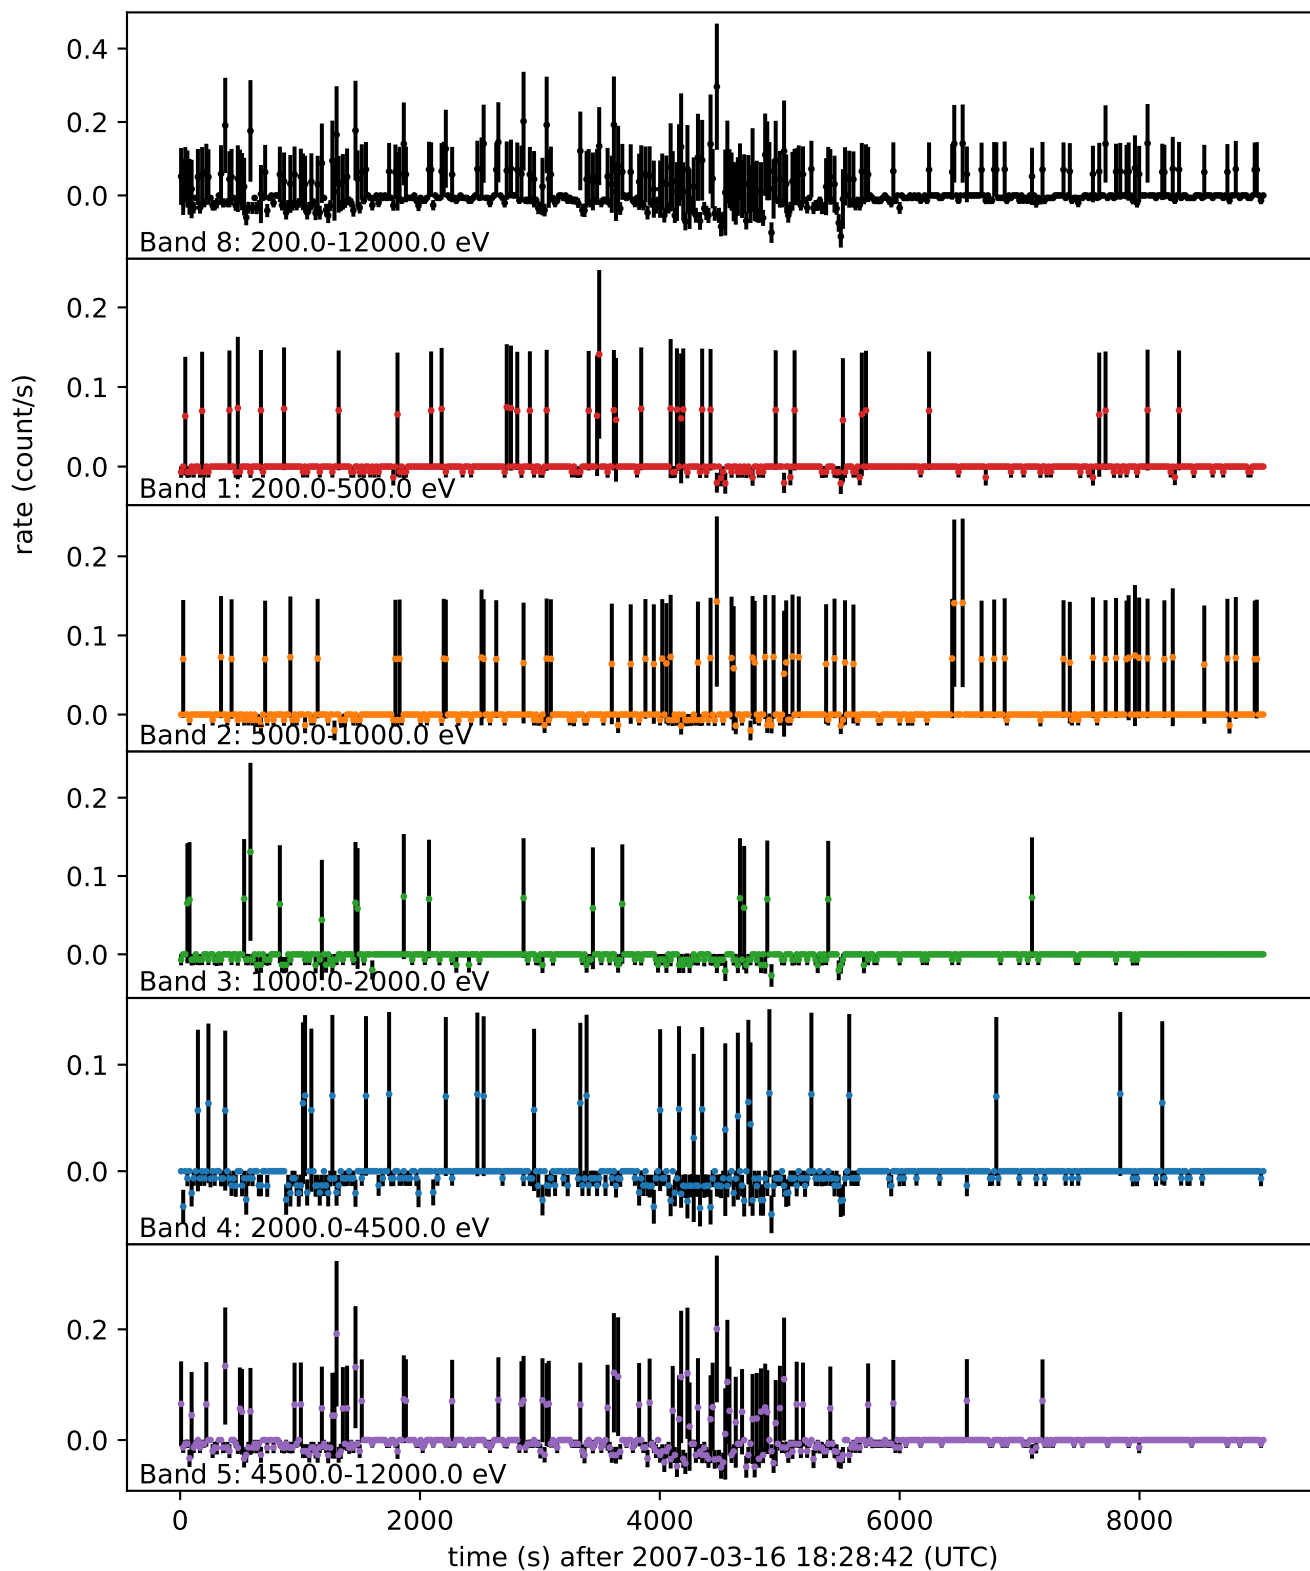 0.4
0.2
0.0
Band 8: 200.0-12000.0 eV
0.2
0.1
0.0
Band 1: 200.0-500.0 eV
rate (count/s)
0.2
0.1
0.0
Band 2: 500.0-1000.0 eV
0.2
0.1
0.0
Band 3: 1000.0-2000.0 eV
0.1
0.0
Band 4: 2000.0-4500.0 eV
0.2
0.0
Band 5: 4500.0-12000.0 eV
0 2000 4000 6000 8000
time (s) after 2007-03-16 18:28:42 (UTC)